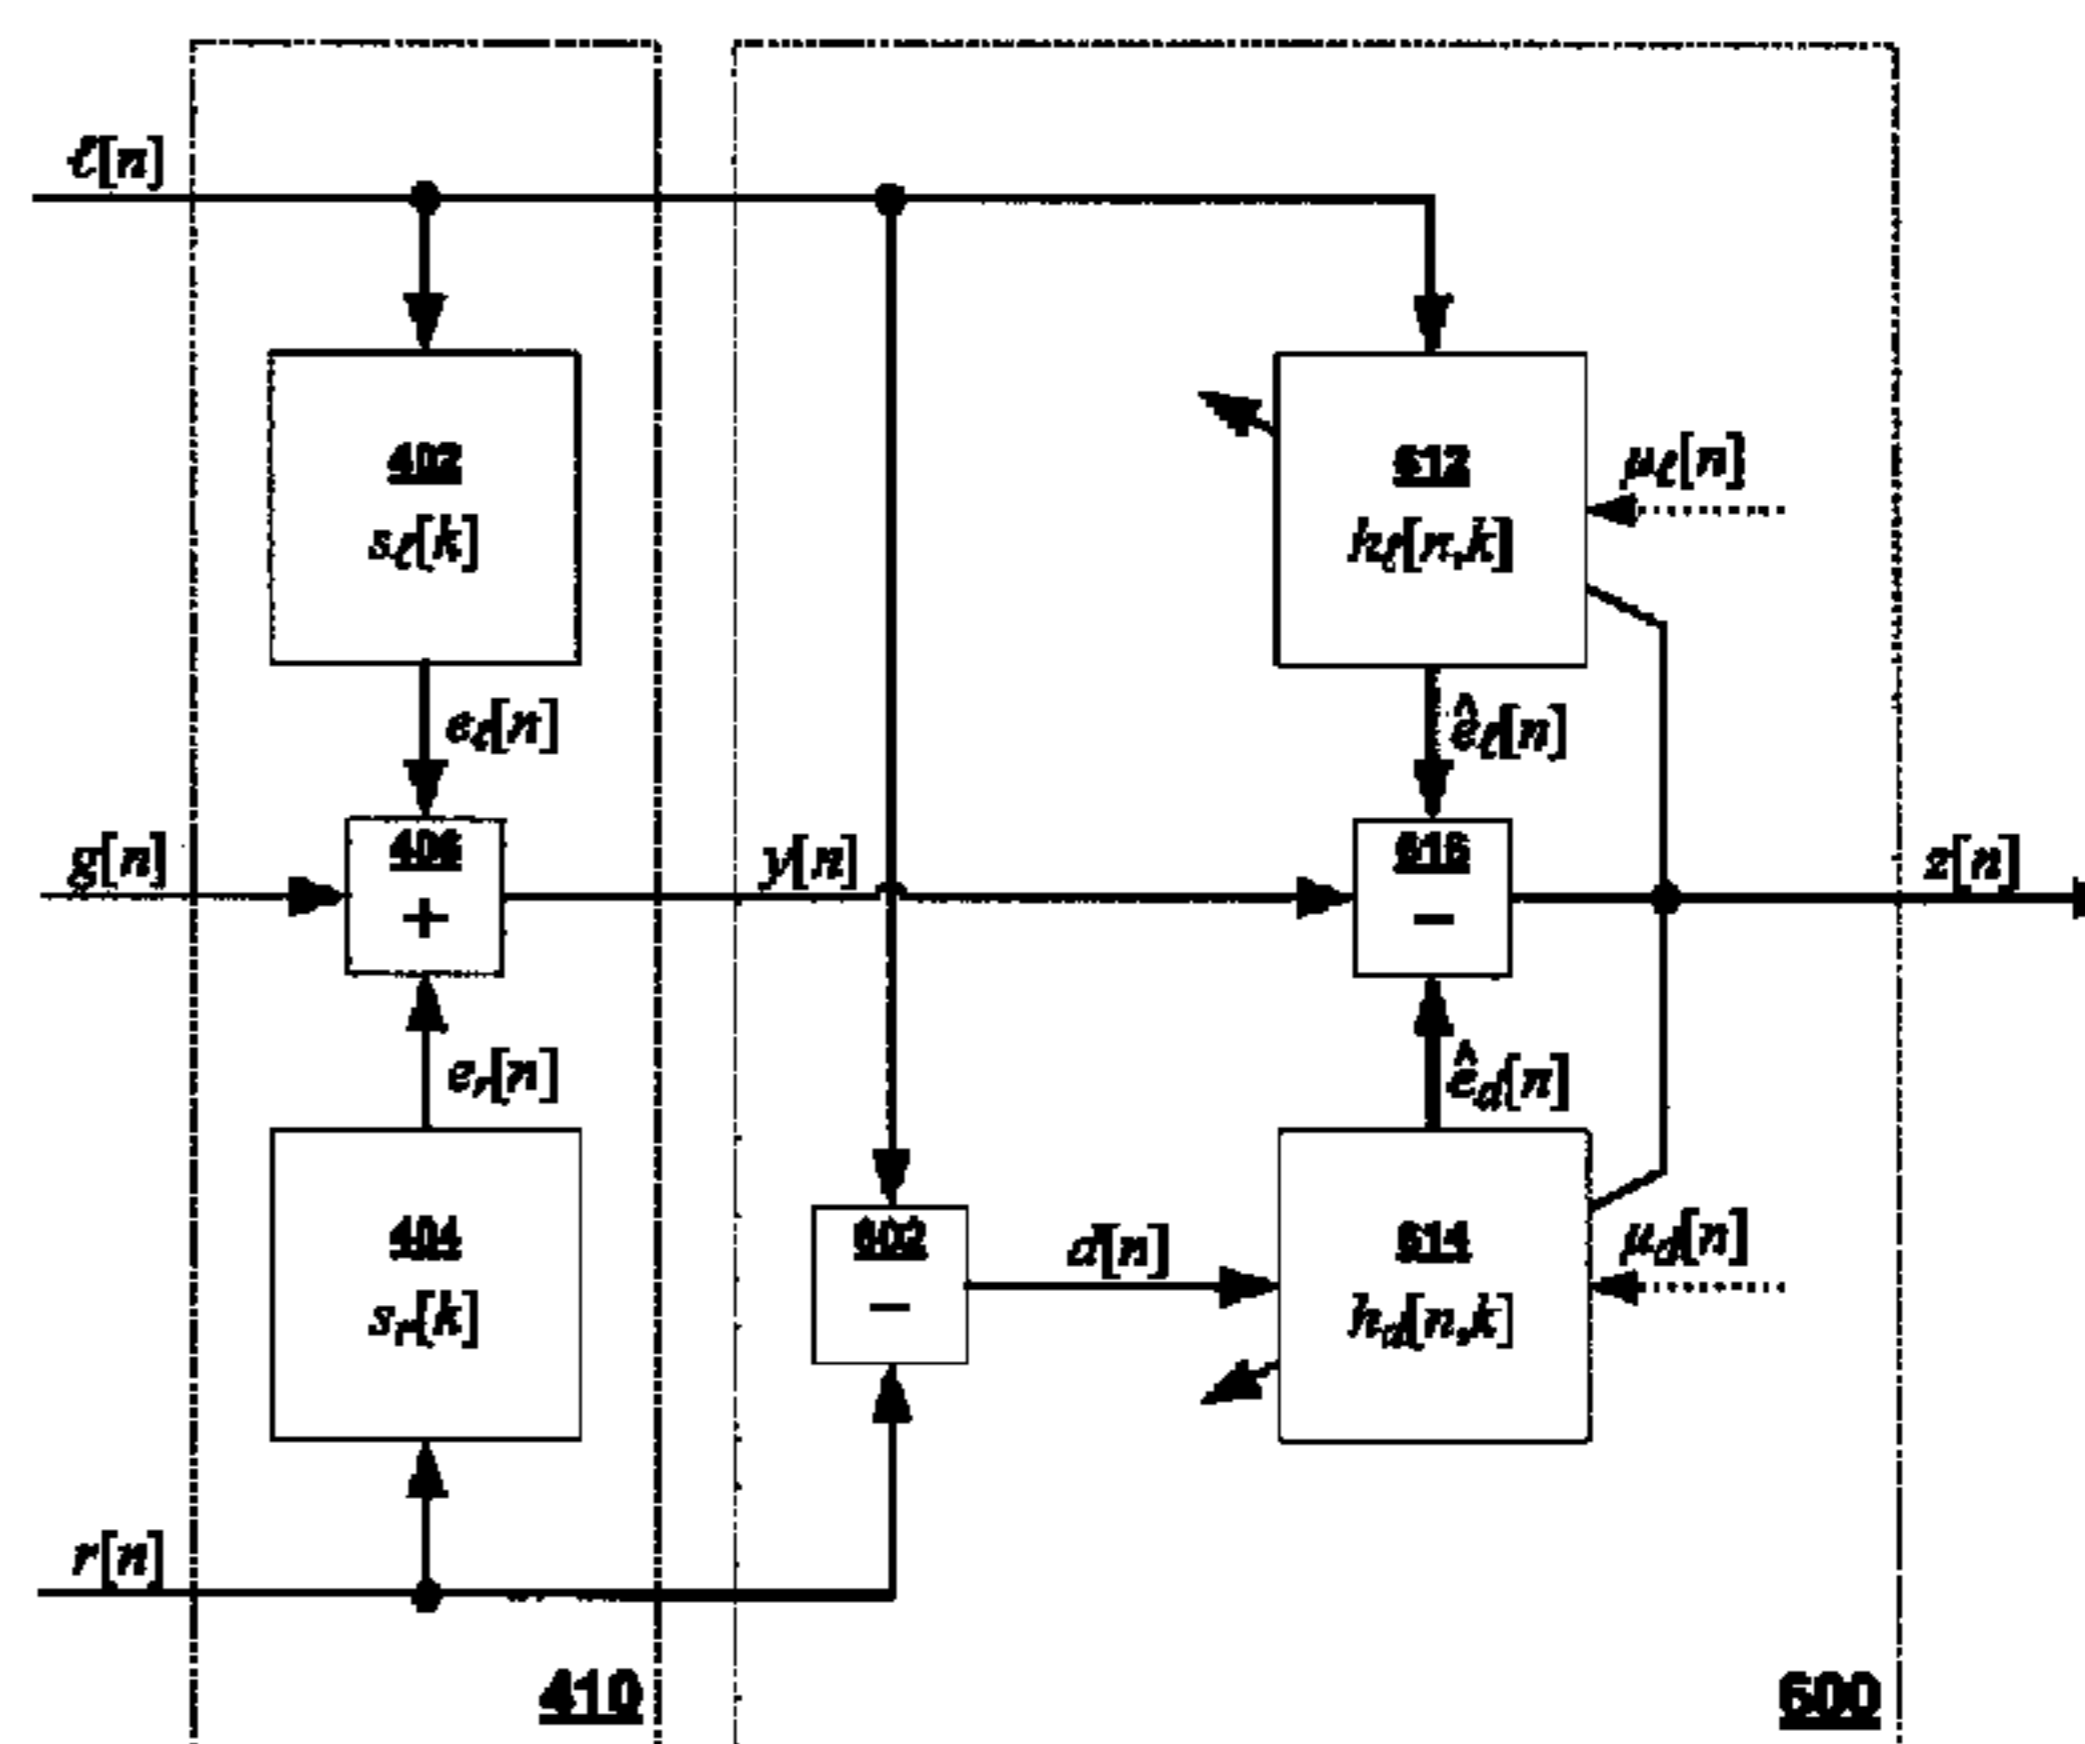 ℓ[n]
402
sℓ[k]
612
hℓ[n,k]
μℓ[n]
eℓ[n]
êℓ[n]
g[n]
406
+
y[n]
616
−
z[n]
er[n]
êd[n]
404
sr[k]
602
−
d[n]
614
hd[n,k]
μd[n]
r[n]
410
600